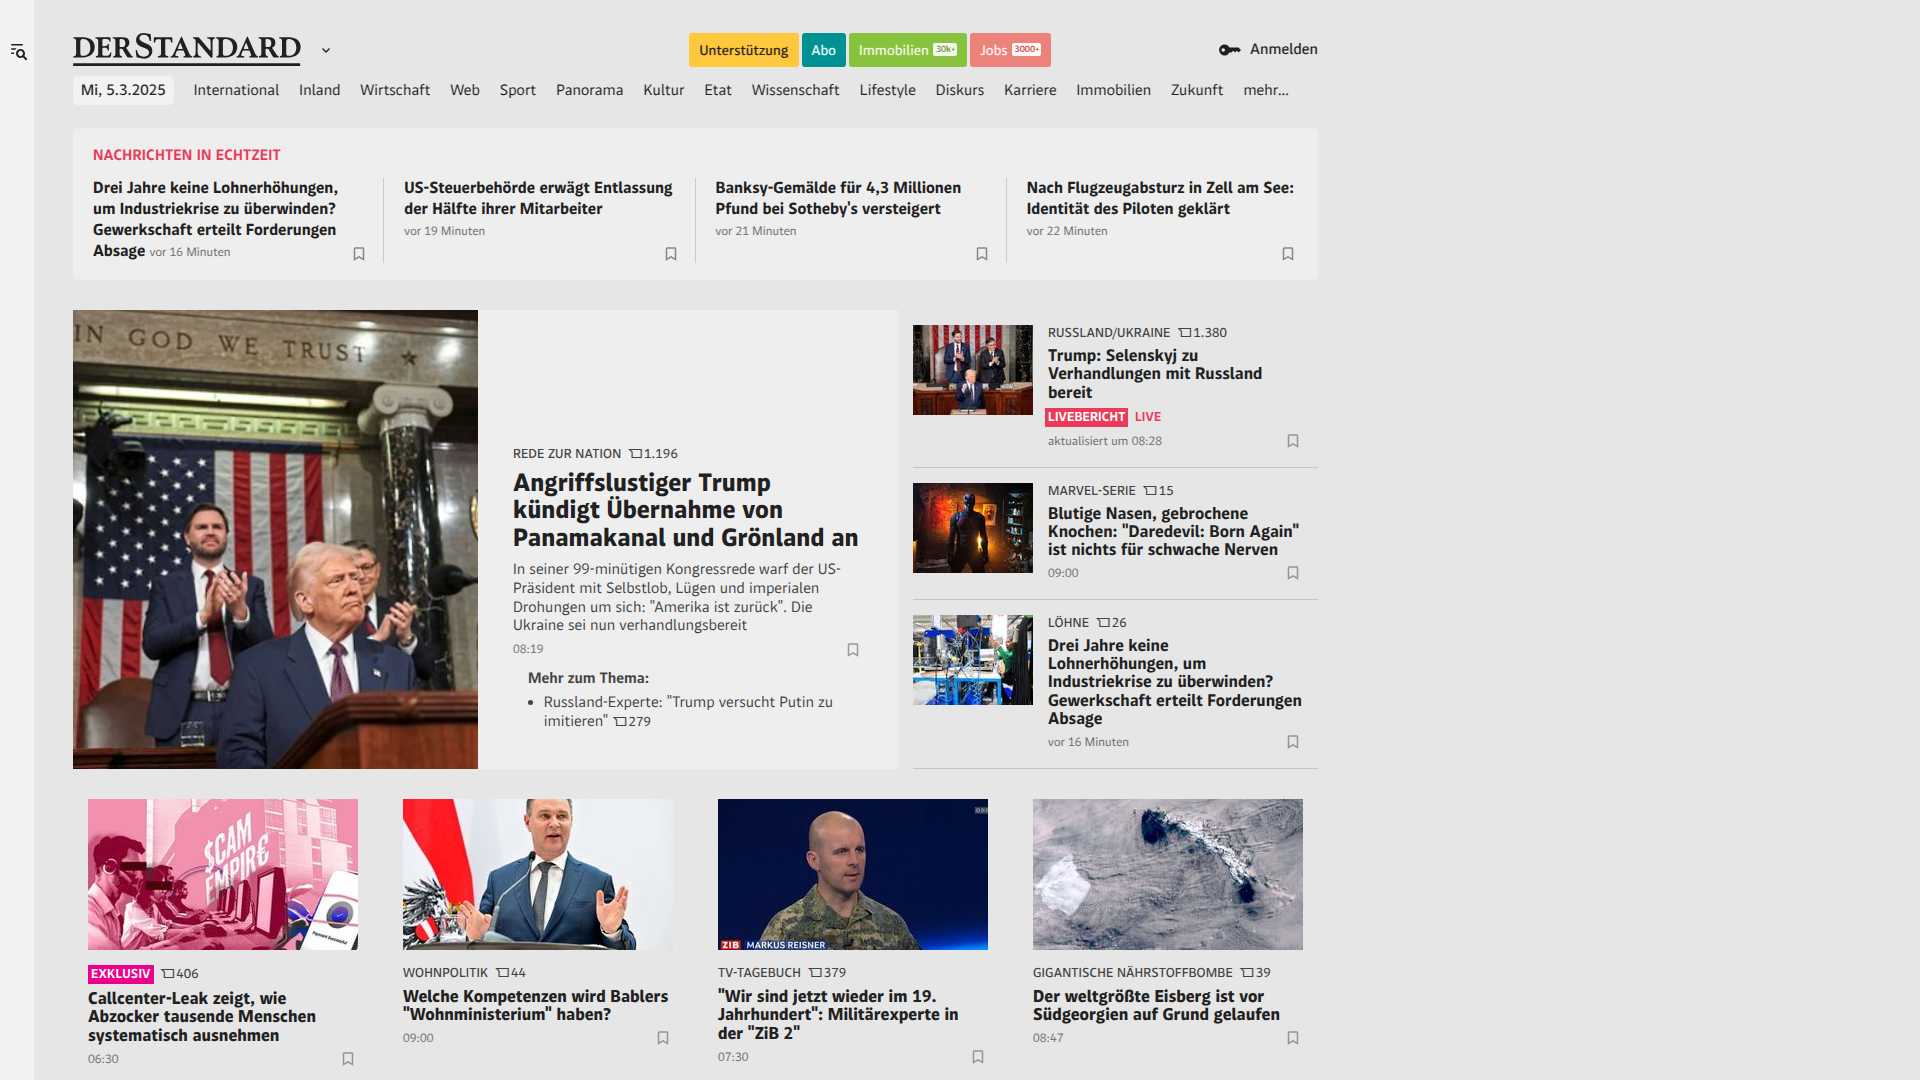 DERSTANDARD
Unterstützung
Abo
Immobilien 30k+
Jobs 3000+
Anmelden
Mi, 5.3.2025
International
Inland
Wirtschaft
Web
Sport
Panorama
Kultur
Etat
Wissenschaft
Lifestyle
Diskurs
Karriere
Immobilien
Zukunft
mehr...
NACHRICHTEN IN ECHTZEIT
Drei Jahre keine Lohnerhöhungen,
um Industriekrise zu überwinden?
Gewerkschaft erteilt Forderungen
Absage vor 16 Minuten
US-Steuerbehörde erwägt Entlassung
der Hälfte ihrer Mitarbeiter
vor 19 Minuten
Banksy-Gemälde für 4,3 Millionen
Pfund bei Sotheby's versteigert
vor 21 Minuten
Nach Flugzeugabsturz in Zell am See:
Identität des Piloten geklärt
vor 22 Minuten
IN GOD WE TRUST
REDE ZUR NATION 1.196
Angriffslustiger Trump
kündigt Übernahme von
Panamakanal und Grönland an
In seiner 99-minütigen Kongressrede warf der US-
Präsident mit Selbstlob, Lügen und imperialen
Drohungen um sich: "Amerika ist zurück". Die
Ukraine sei nun verhandlungsbereit
08:19
Mehr zum Thema:
• Russland-Experte: "Trump versucht Putin zu
imitieren" 279
RUSSLAND/UKRAINE 1.380
Trump: Selenskyj zu
Verhandlungen mit Russland
bereit
LIVEBERICHT LIVE
aktualisiert um 08:28
MARVEL-SERIE 15
Blutige Nasen, gebrochene
Knochen: "Daredevil: Born Again"
ist nichts für schwache Nerven
09:00
LÖHNE 26
Drei Jahre keine
Lohnerhöhungen, um
Industriekrise zu überwinden?
Gewerkschaft erteilt Forderungen
Absage
vor 16 Minuten
$CAM
EMPIR€
EXKLUSIV 406
Callcenter-Leak zeigt, wie
Abzocker tausende Menschen
systematisch ausnehmen
06:30
WOHNPOLITIK 44
Welche Kompetenzen wird Bablers
"Wohnministerium" haben?
09:00
ZIB MARKUS REISNER
TV-TAGEBUCH 379
"Wir sind jetzt wieder im 19.
Jahrhundert": Militärexperte in
der "ZiB 2"
07:30
GIGANTISCHE NÄHRSTOFFBOMBE 39
Der weltgrößte Eisberg ist vor
Südgeorgien auf Grund gelaufen
08:47